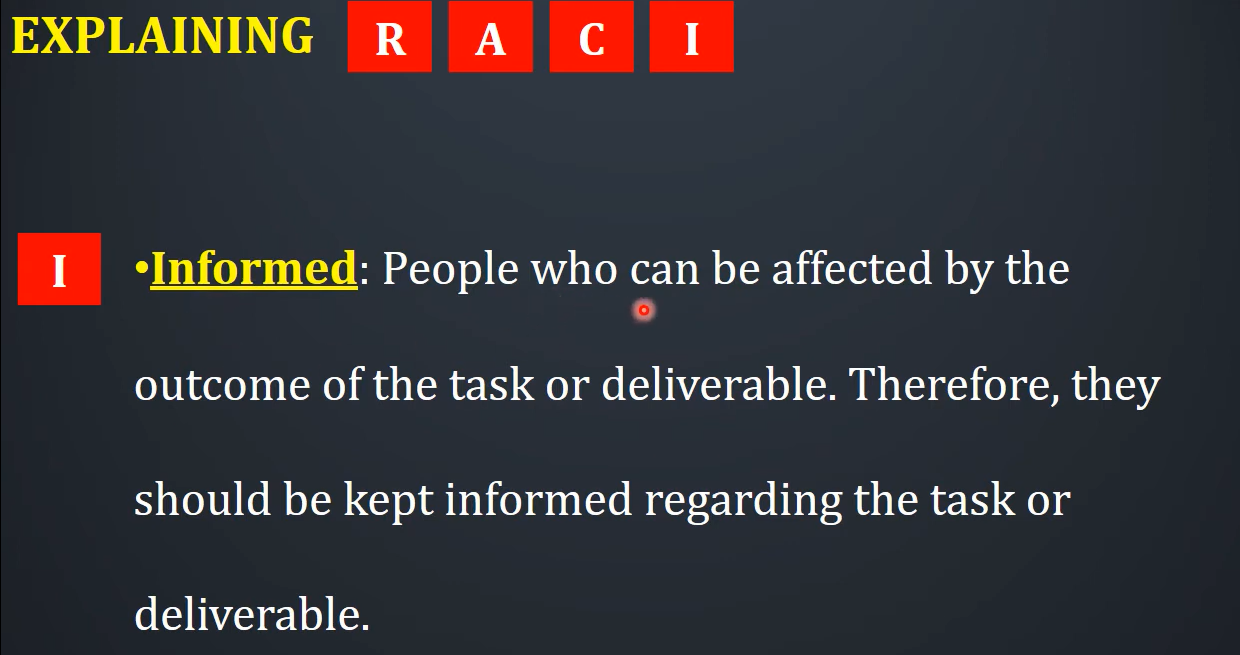 EXPLAINING R A C I
I •Informed: People who can be affected by the
outcome of the task or deliverable. Therefore, they
should be kept informed regarding the task or
deliverable.